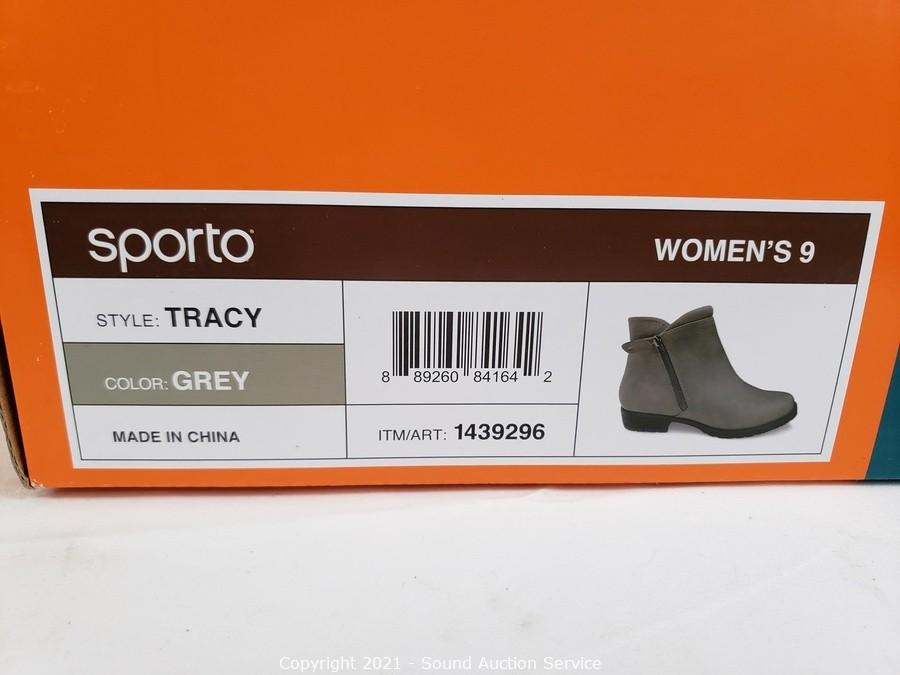 sporto
WOMEN'S 9
STYLE: TRACY
COLOR: GREY
MADE IN CHINA
8 89260 84164 2
ITM/ART: 1439296
Copyright 2021 - Sound Auction Service